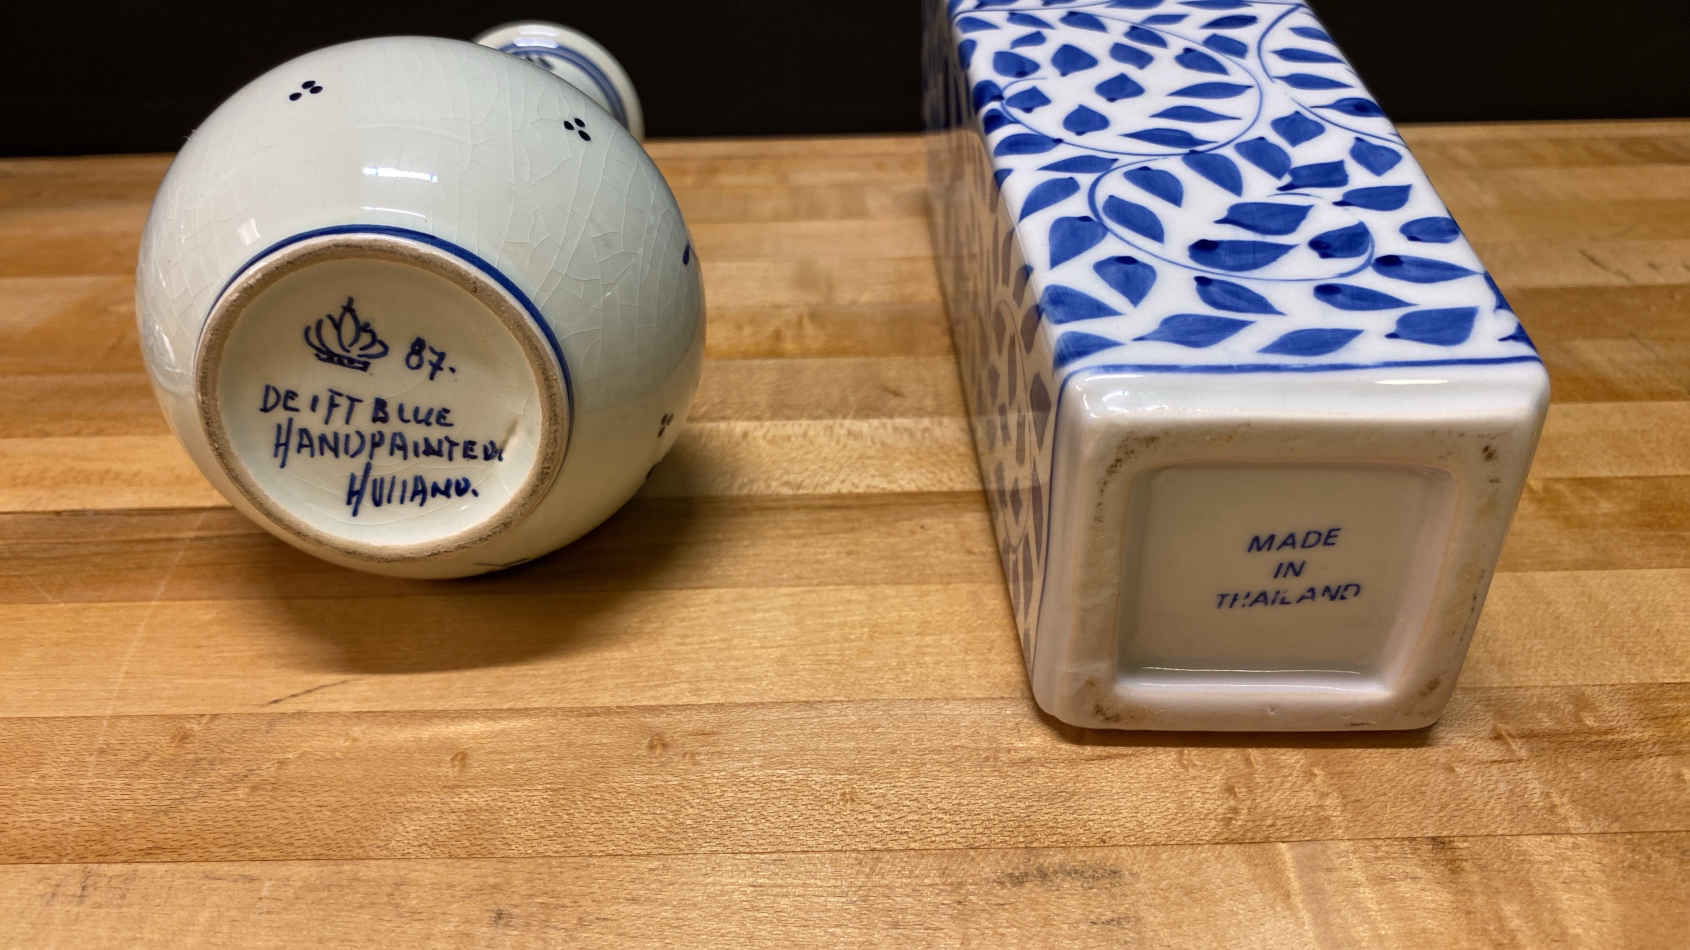 87.
DEIFT BLUE
HANDPAINTED.
HOllAND.
MADE
IN
THAILAND